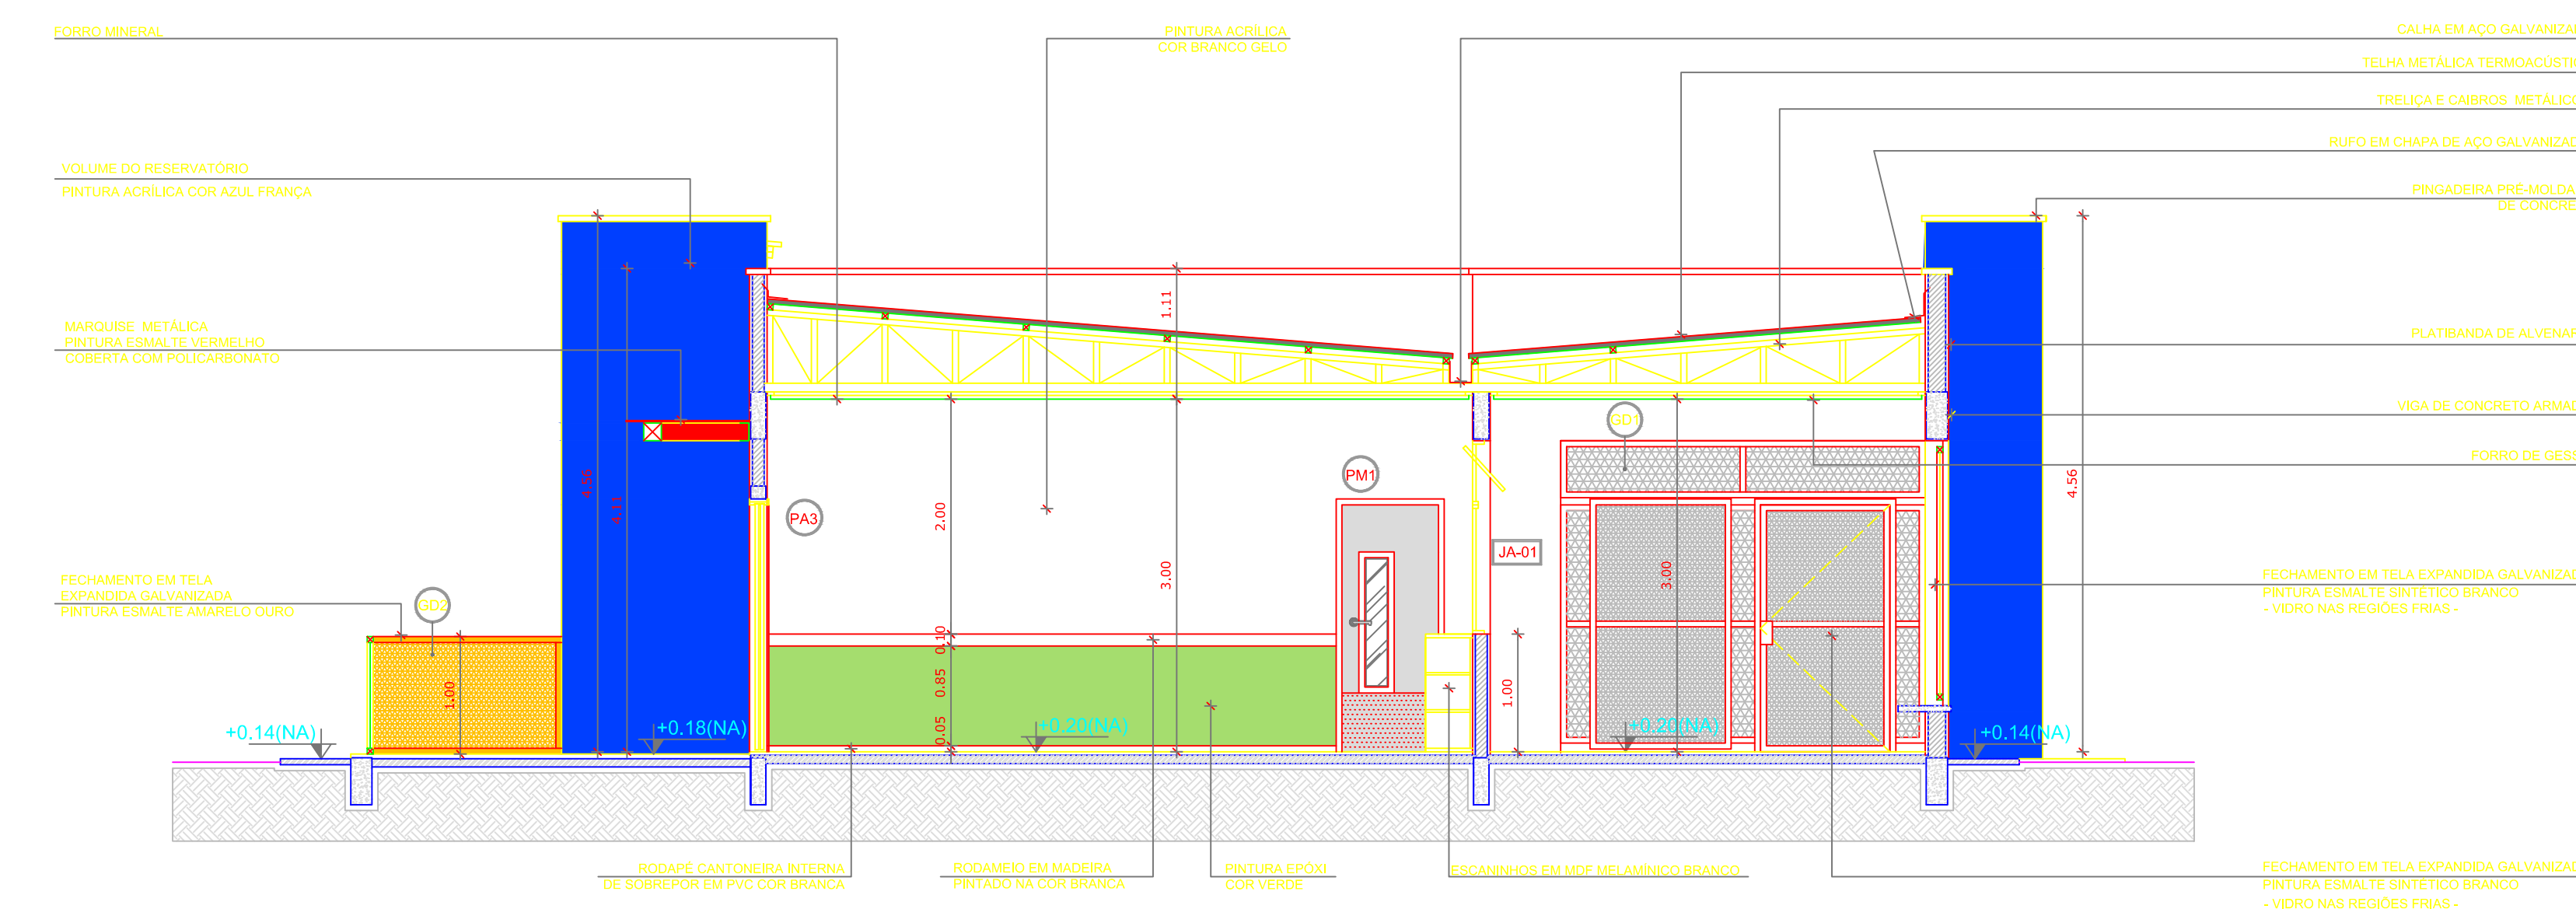 FORRO MINERAL
PINTURA ACRÍLICA
COR BRANCO GELO
CALHA EM AÇO GALVANIZA
TELHA METÁLICA TERMOACÚSTI
TRELIÇA E CAIBROS METÁLICO
RUFO EM CHAPA DE AÇO GALVANIZAD
PINGADEIRA PRÉ-MOLDA
DE CONCRE
VOLUME DO RESERVATÓRIO
PINTURA ACRÍLICA COR AZUL FRANÇA
MARQUISE METÁLICA
PINTURA ESMALTE VERMELHO
COBERTA COM POLICARBONATO
PLATIBANDA DE ALVENAR
VIGA DE CONCRETO ARMAD
FORRO DE GESS
FECHAMENTO EM TELA
EXPANDIDA GALVANIZADA
PINTURA ESMALTE AMARELO OURO
FECHAMENTO EM TELA EXPANDIDA GALVANIZAD
PINTURA ESMALTE SINTÉTICO BRANCO
- VIDRO NAS REGIÕES FRIAS -
1.11
4.56
4.11
2.00
3.00
0.10
0.85
0.05
1.00
1.00
3.00
4.56
GD1
PM1
PA3
JA-01
GD2
+0.14(NA)
+0.18(NA)
+0.20(NA)
+0.20(NA)
+0.14(NA)
RODAPÉ CANTONEIRA INTERNA
DE SOBREPOR EM PVC COR BRANCA
RODAMEIO EM MADEIRA
PINTADO NA COR BRANCA
PINTURA EPÓXI
COR VERDE
ESCANINHOS EM MDF MELAMÍNICO BRANCO
FECHAMENTO EM TELA EXPANDIDA GALVANIZAD
PINTURA ESMALTE SINTÉTICO BRANCO
- VIDRO NAS REGIÕES FRIAS -